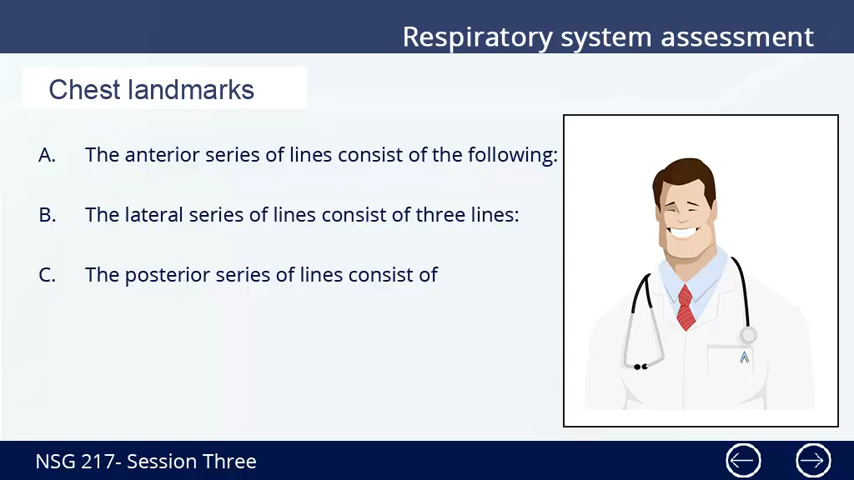 Respiratory system assessment
Chest landmarks
A. The anterior series of lines consist of the following:
B. The lateral series of lines consist of three lines:
C. The posterior series of lines consist of
NSG 217- Session Three